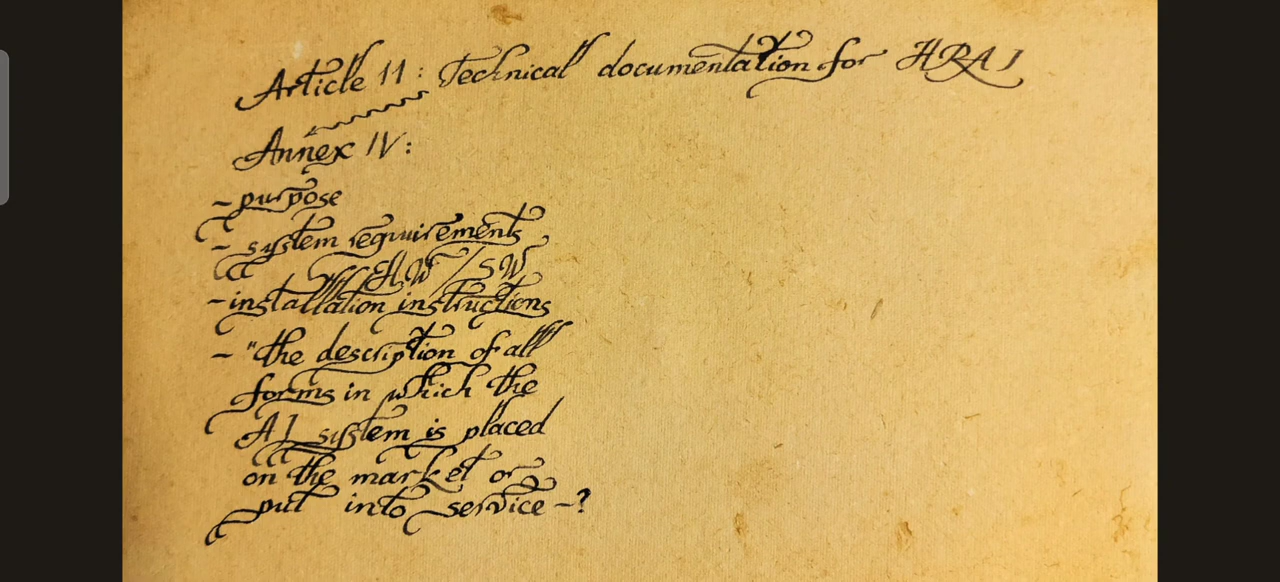 Article 11: Technical documentation for HRAI
Annex IV:
- purpose
- system requirements
HW/SW
- installation instructions
- "the description of all
forms in which the
AI system is placed
on the market or
put into service -?